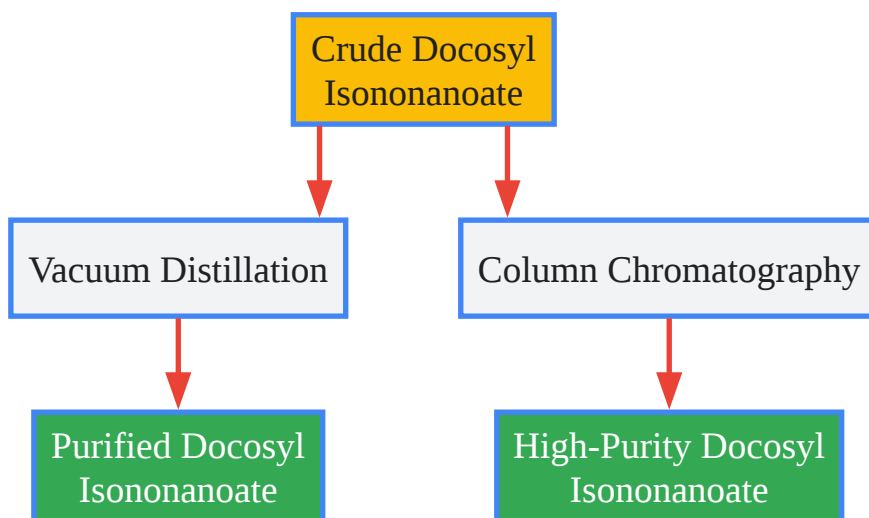 Crude Docosyl
Isononanoate
Vacuum Distillation
Column Chromatography
Purified Docosyl
Isononanoate
High-Purity Docosyl
Isononanoate